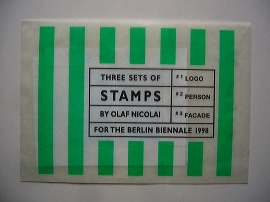 THREE SETS OF #1 LOGO
STAMPS #2 PERSON
BY OLAF NICOLAI #3 FACADE
FOR THE BERLIN BIENNALE 1998